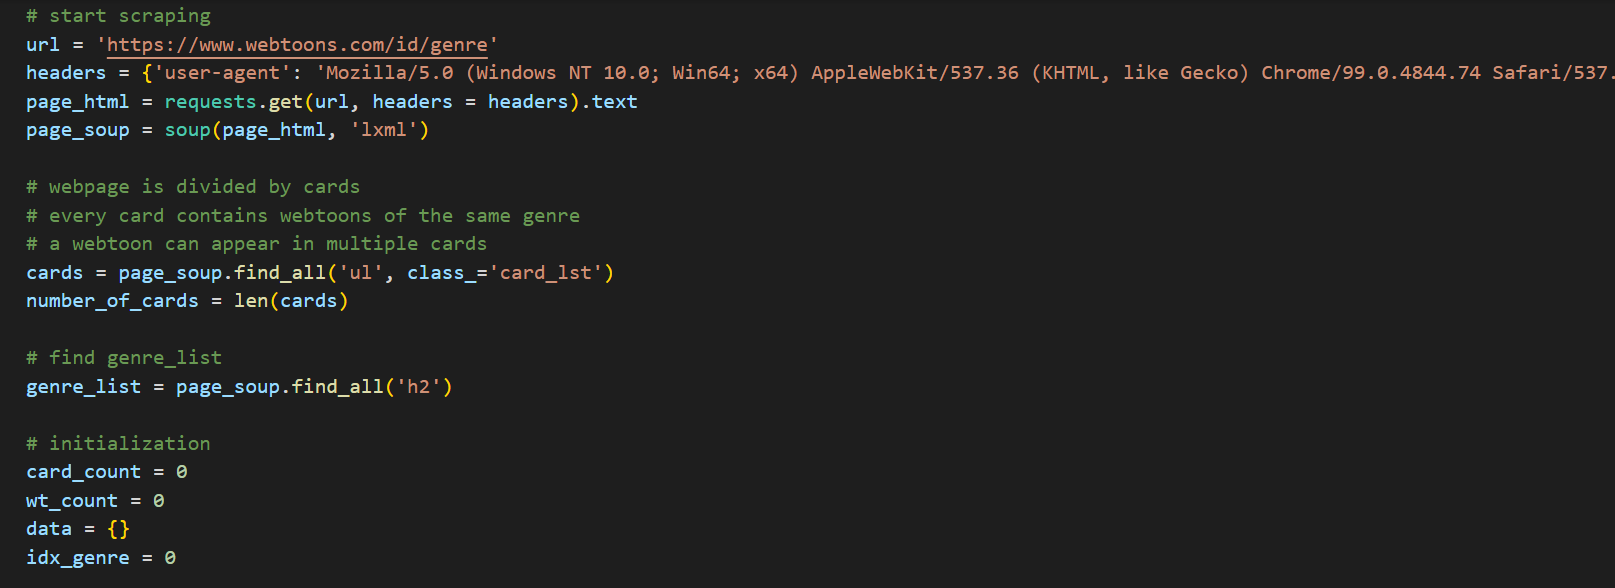 # start scraping
url = 'https://www.webtoons.com/id/genre'
headers = {'user-agent': 'Mozilla/5.0 (Windows NT 10.0; Win64; x64) AppleWebKit/537.36 (KHTML, like Gecko) Chrome/99.0.4844.74 Safari/537.
page_html = requests.get(url, headers = headers).text
page_soup = soup(page_html, 'lxml')
# webpage is divided by cards
# every card contains webtoons of the same genre
# a webtoon can appear in multiple cards
cards = page_soup.find_all('ul', class_='card_lst')
number_of_cards = len(cards)
# find genre_list
genre_list = page_soup.find_all('h2')
# initialization
card_count = 0
wt_count = 0
data = {}
idx_genre = 0